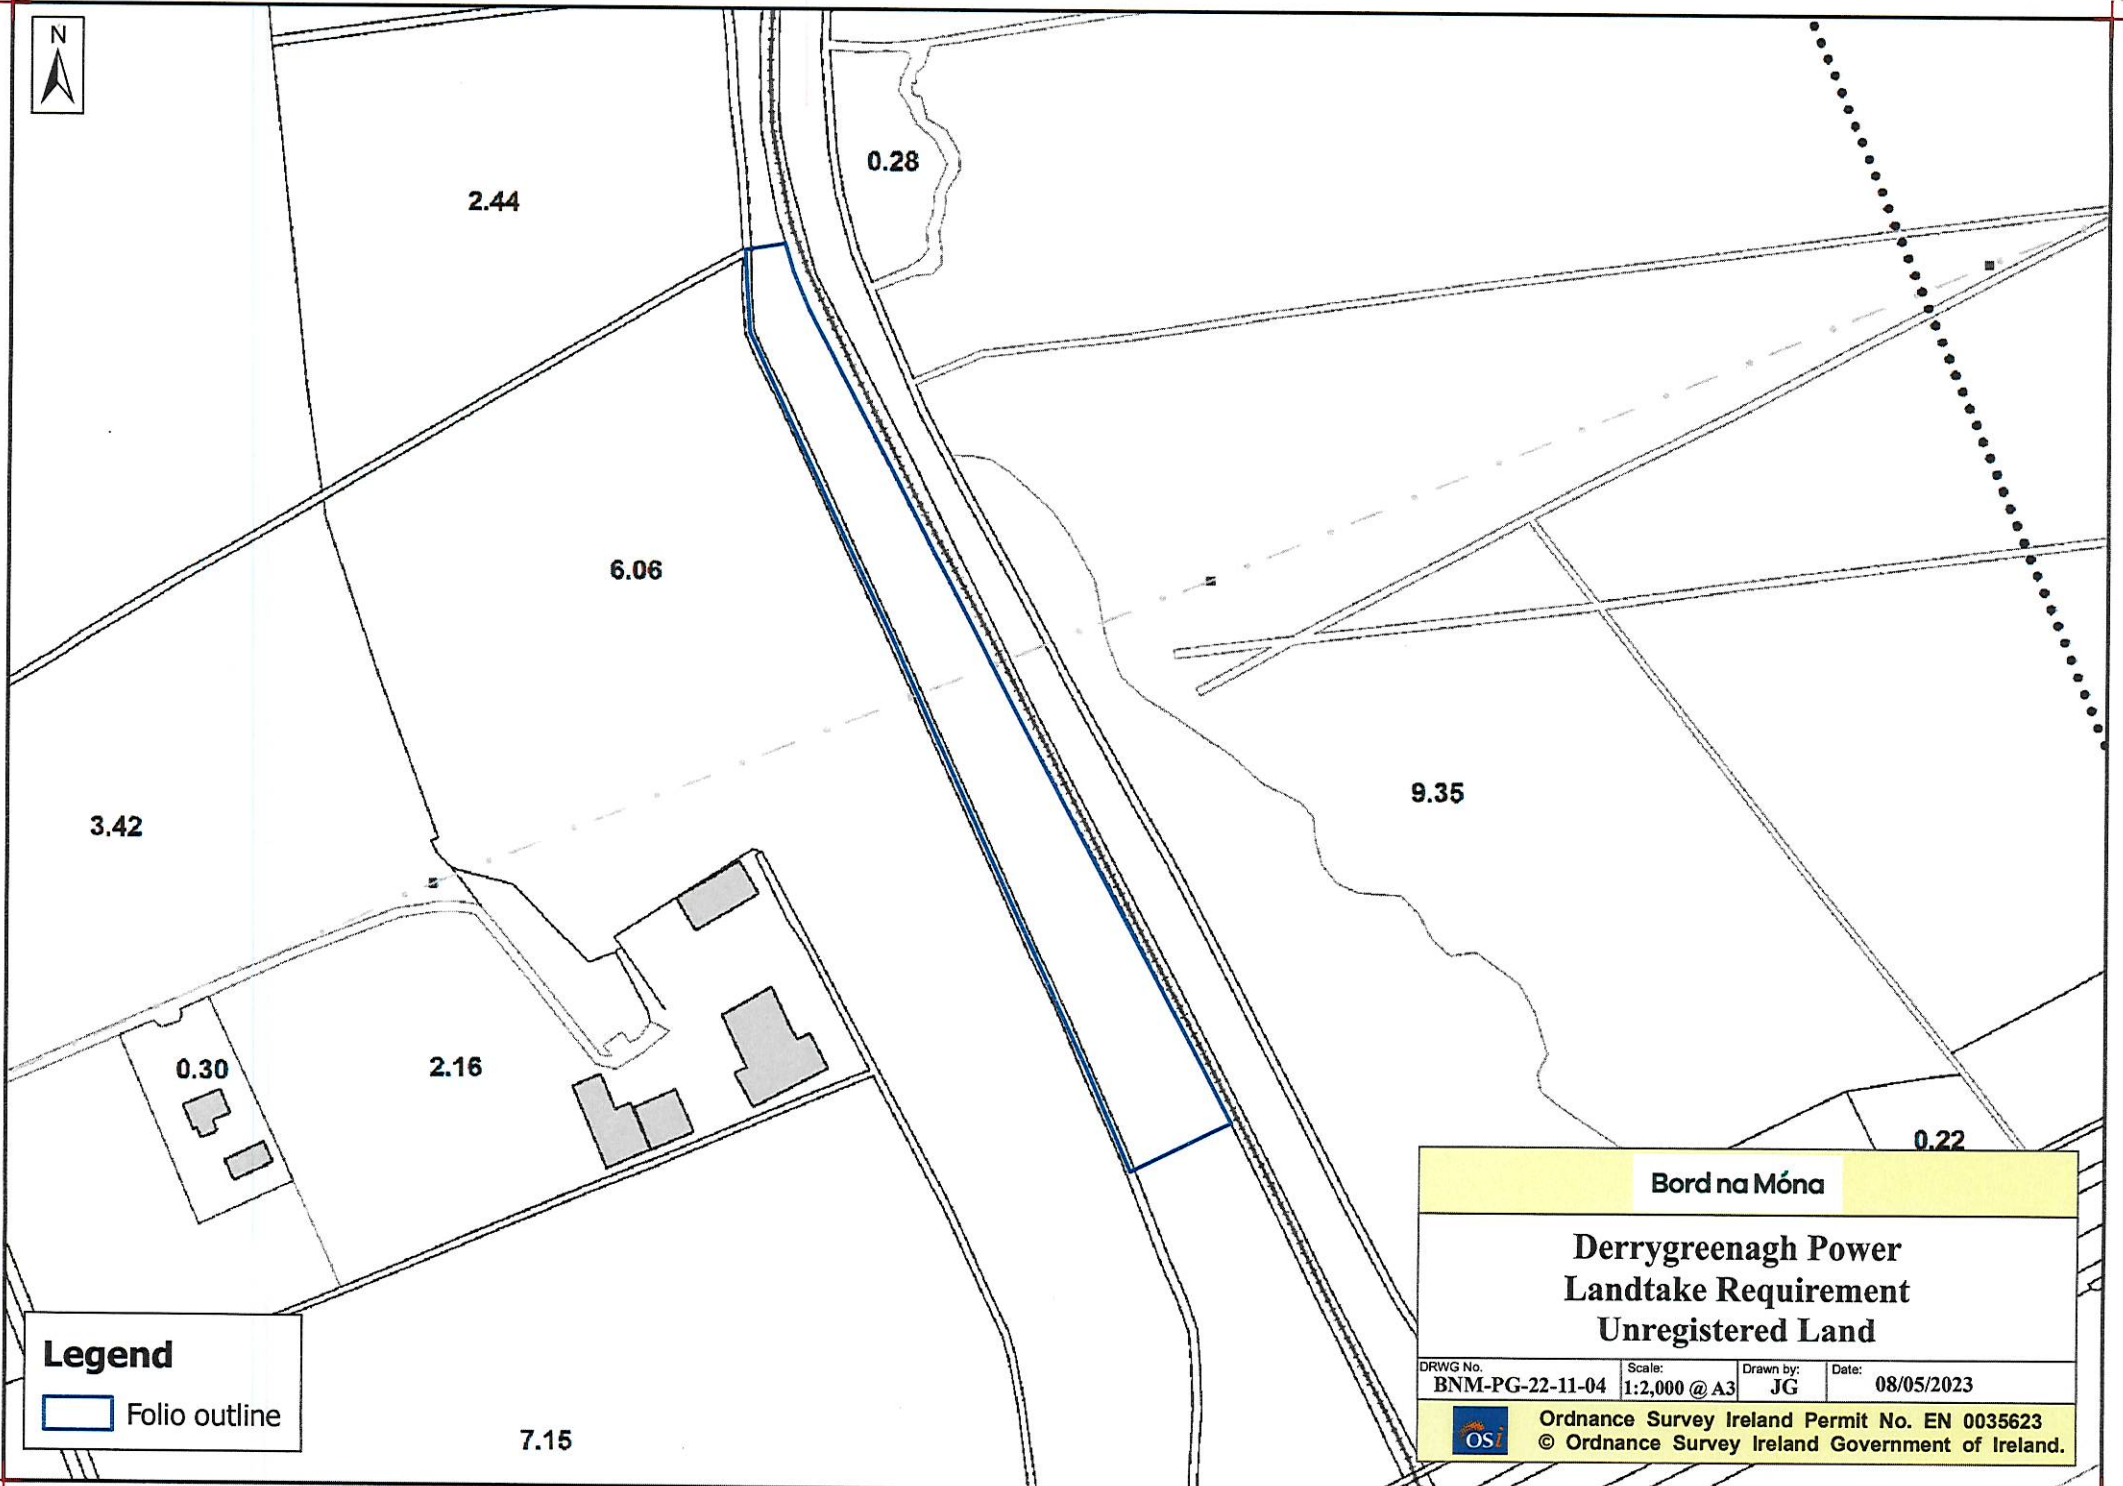 N
0.28
2.44
6.06
9.35
3.42
0.30
2.16
0.22
7.15
Legend
Folio outline
Bord na Móna
Derrygreenagh Power
Landtake Requirement
Unregistered Land
DRWG No.
BNM-PG-22-11-04
Scale:
1:2,000 @ A3
Drawn by:
JG
Date:
08/05/2023
osi
Ordnance Survey Ireland Permit No. EN 0035623
© Ordnance Survey Ireland Government of Ireland.